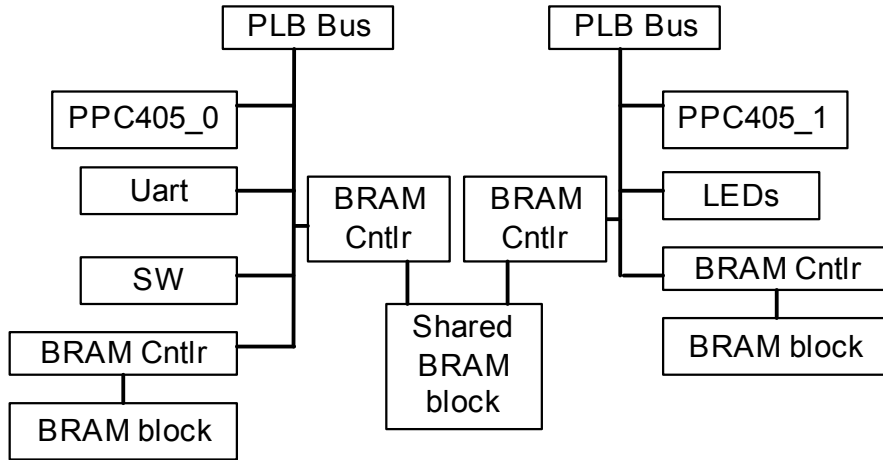 PLB Bus
PLB Bus
PPC405_0
PPC405_1
Uart
BRAM
Cntlr
BRAM
Cntlr
LEDs
SW
BRAM Cntlr
Shared
BRAM
block
BRAM Cntlr
BRAM block
BRAM block